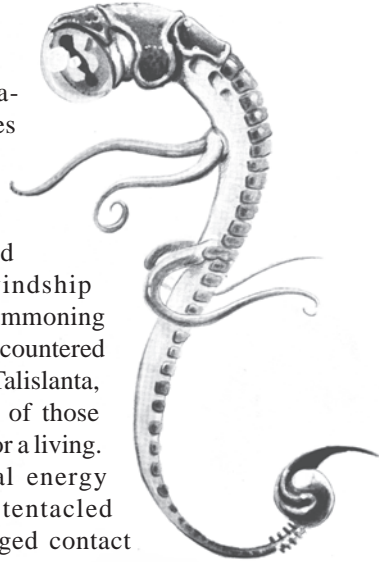 a-
es
d
indship
mmoning
countered
Talislanta,
of those
or a living.
al energy
tentacled
ged contact